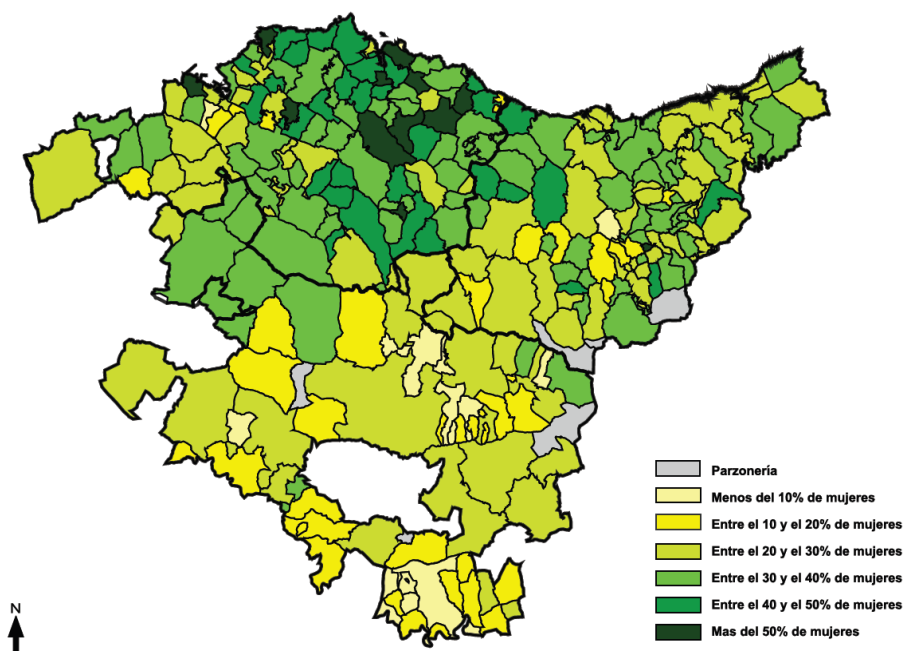 Parzonería
Menos del 10% de mujeres
Entre el 10 y el 20% de mujeres
Entre el 20 y el 30% de mujeres
Entre el 30 y el 40% de mujeres
Entre el 40 y el 50% de mujeres
Mas del 50% de mujeres
N